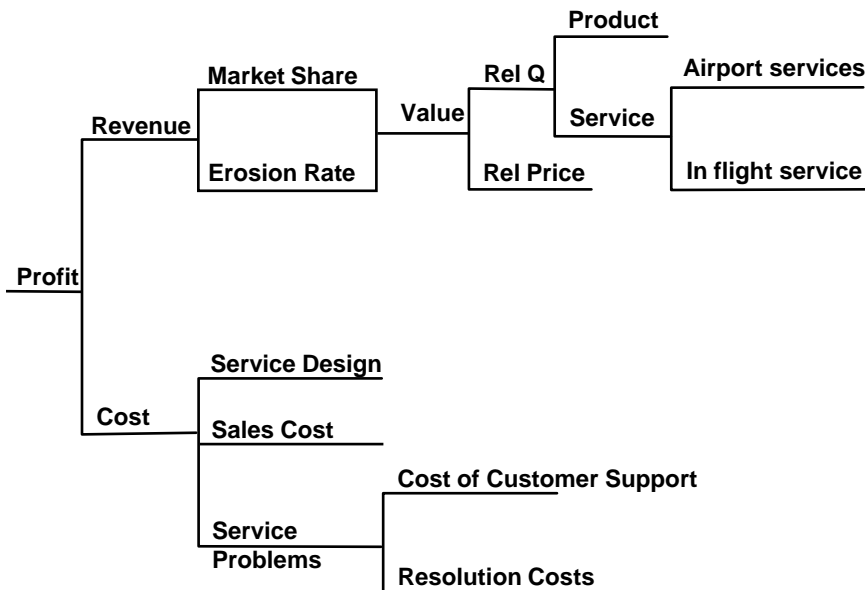 Product
Market Share
Rel Q
Airport services
Revenue
Value
Service
Erosion Rate
Rel Price
In flight service
Profit
Service Design
Cost
Sales Cost
Cost of Customer Support
Service
Problems
Resolution Costs